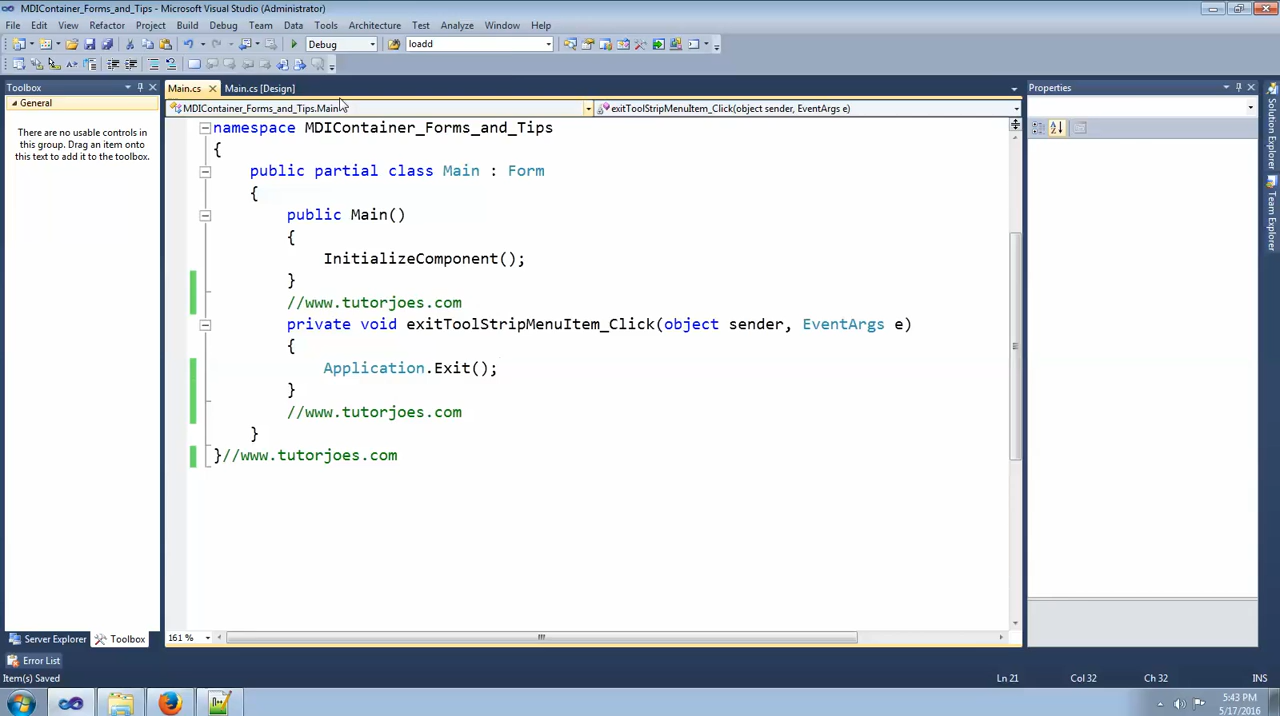 MDIContainer_Forms_and_Tips - Microsoft Visual Studio (Administrator)
File Edit View Refactor Project Build Debug Team Data Tools Architecture Test Analyze Window Help
Debug loadd
Toolbox
General
There are no usable controls in
this group. Drag an item onto
this text to add it to the toolbox.
Main.cs Main.cs [Design]
MDIContainer_Forms_and_Tips.Main exitToolStripMenuItem_Click(object sender, EventArgs e)
namespace MDIContainer_Forms_and_Tips
{
public partial class Main : Form
{
public Main()
{
InitializeComponent();
}
//www.tutorjoes.com
private void exitToolStripMenuItem_Click(object sender, EventArgs e)
{
Application.Exit();
}
//www.tutorjoes.com
}
}//www.tutorjoes.com
161 %
Properties
Solution Explorer
Team Explorer
Server Explorer Toolbox
Error List
Item(s) Saved Ln 21 Col 32 Ch 32 INS
5:43 PM
5/17/2016